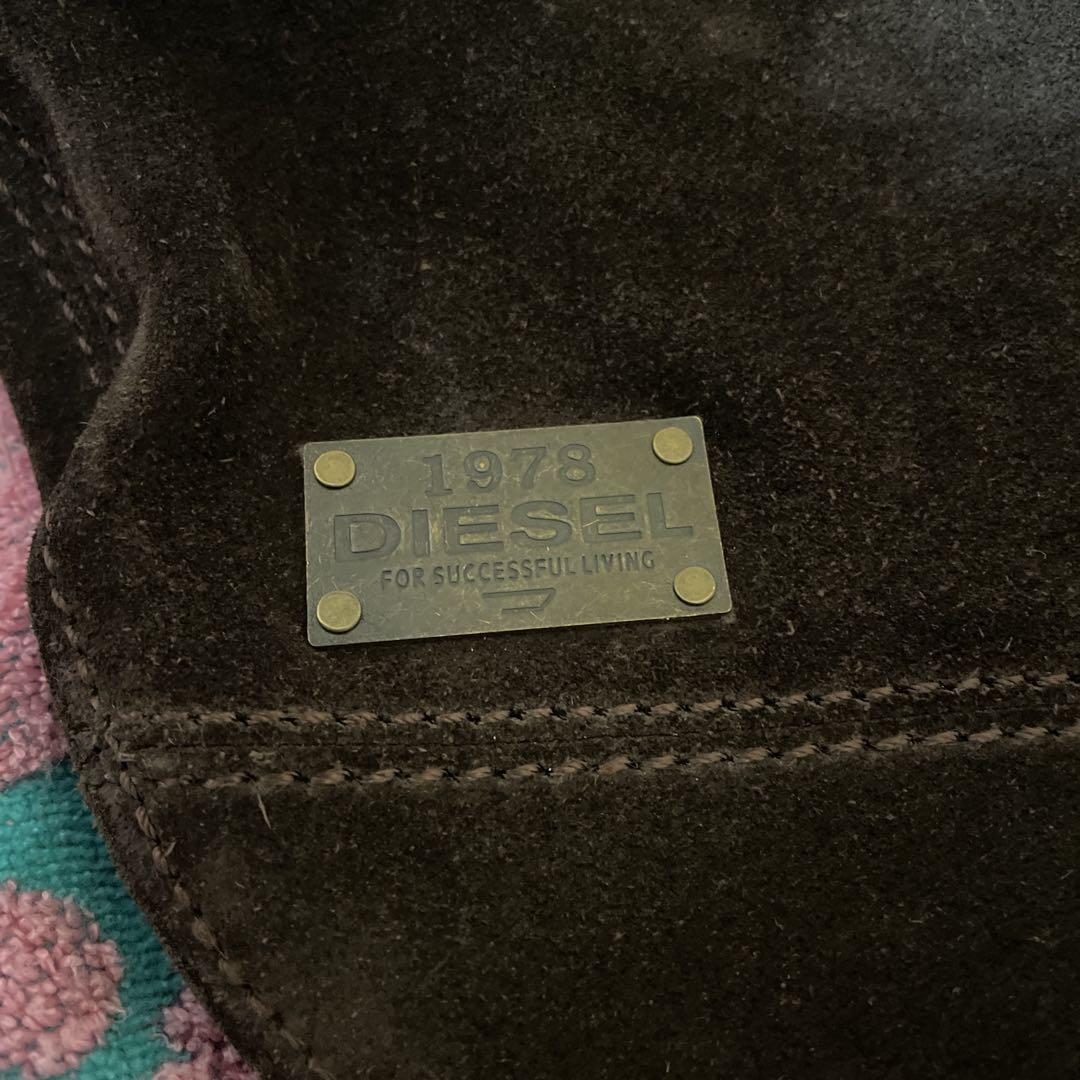 1978
DIESEL
FOR SUCCESSFUL LIVING